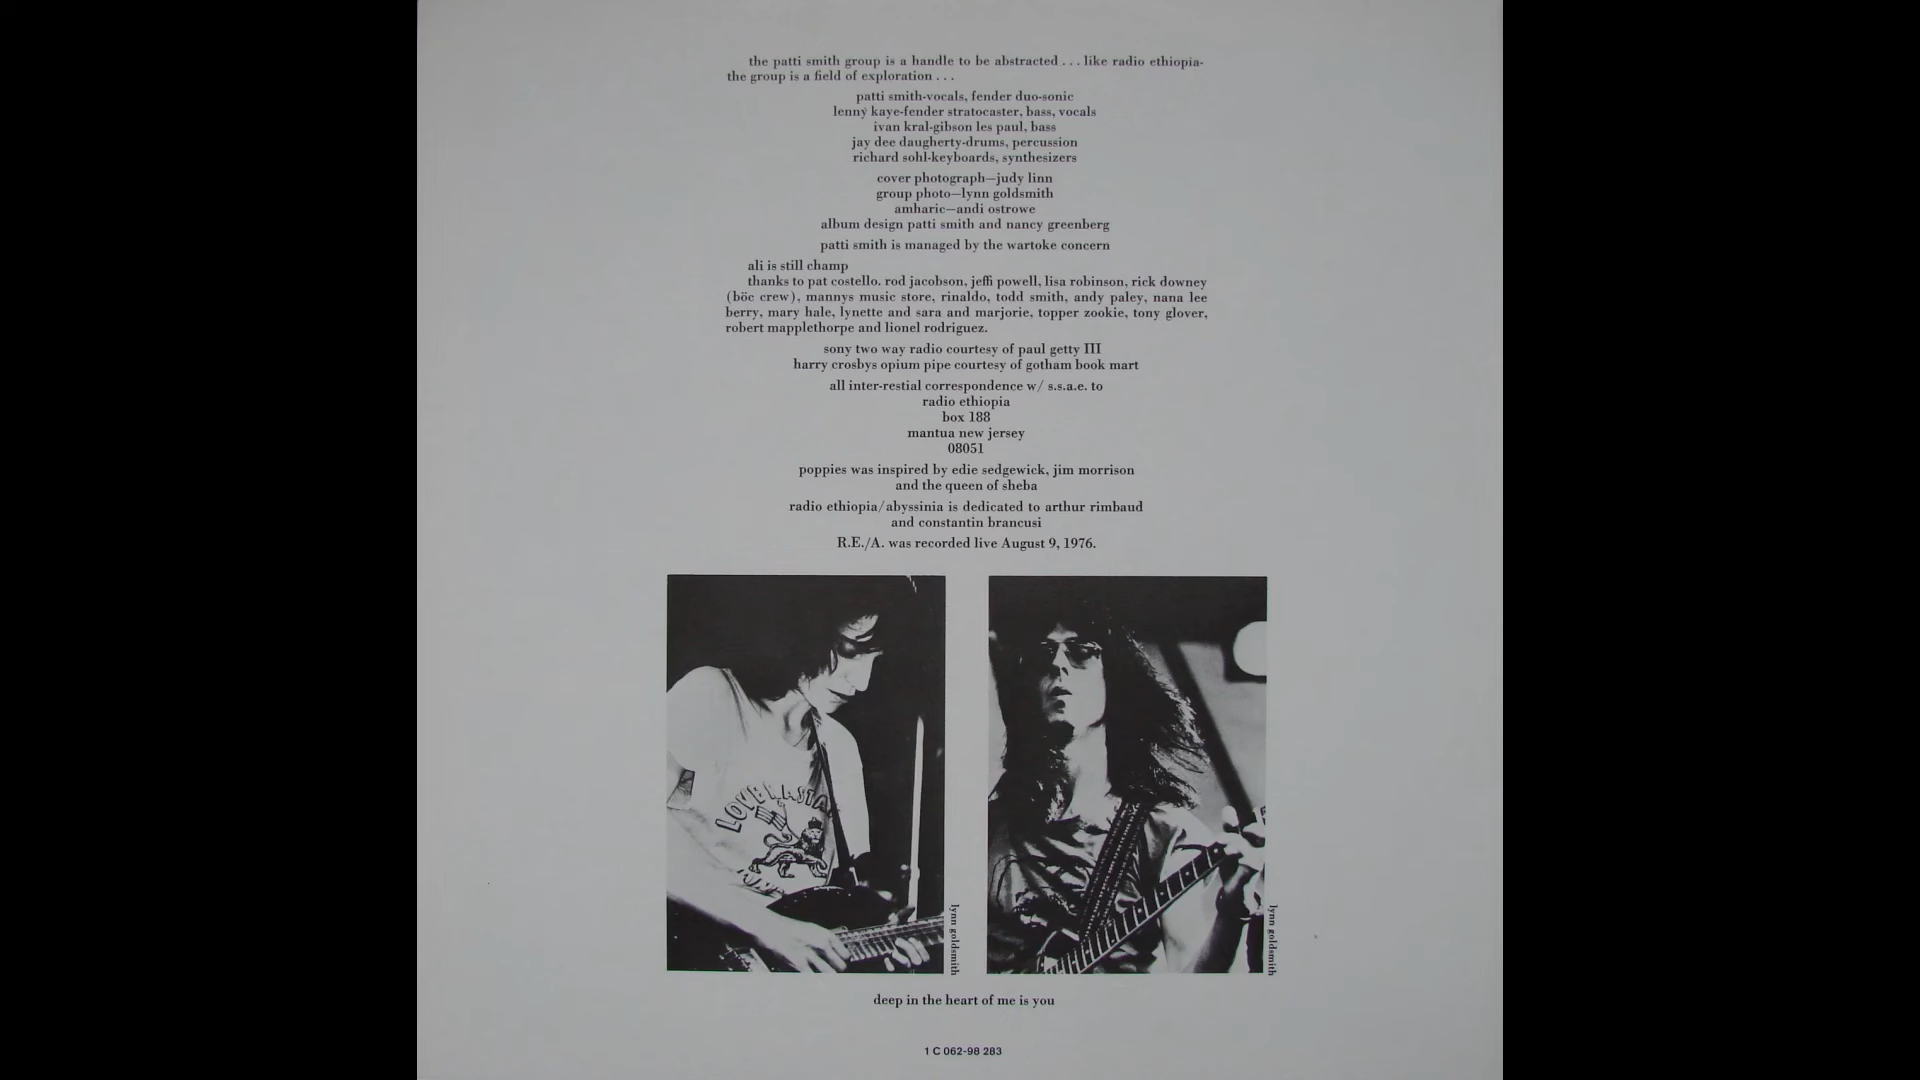 the patti smith group is a handle to be abstracted . . . like radio ethiopia-
the group is a field of exploration . . .
patti smith-vocals, fender duo-sonic
lenny kaye-fender stratocaster, bass, vocals
ivan kral-gibson les paul, bass
jay dee daugherty-drums, percussion
richard sohl-keyboards, synthesizers
cover photograph—judy linn
group photo—lynn goldsmith
amharic—andi ostrowe
album design patti smith and nancy greenberg
patti smith is managed by the wartoke concern
ali is still champ
thanks to pat costello. rod jacobson, jeffi powell, lisa robinson, rick downey
(böc crew), mannys music store, rinaldo, todd smith, andy paley, nana lee
berry, mary hale, lynette and sara and marjorie, topper zookie, tony glover,
robert mapplethorpe and lionel rodriguez.
sony two way radio courtesy of paul getty III
harry crosbys opium pipe courtesy of gotham book mart
all inter-restial correspondence w/ s.s.a.e. to
radio ethiopia
box 188
mantua new jersey
08051
poppies was inspired by edie sedgewick, jim morrison
and the queen of sheba
radio ethiopia/abyssinia is dedicated to arthur rimbaud
and constantin brancusi
R.E./A. was recorded live August 9, 1976.
LOVE RASTA
lynn goldsmith
lynn goldsmith
deep in the heart of me is you
1 C 062-98 283